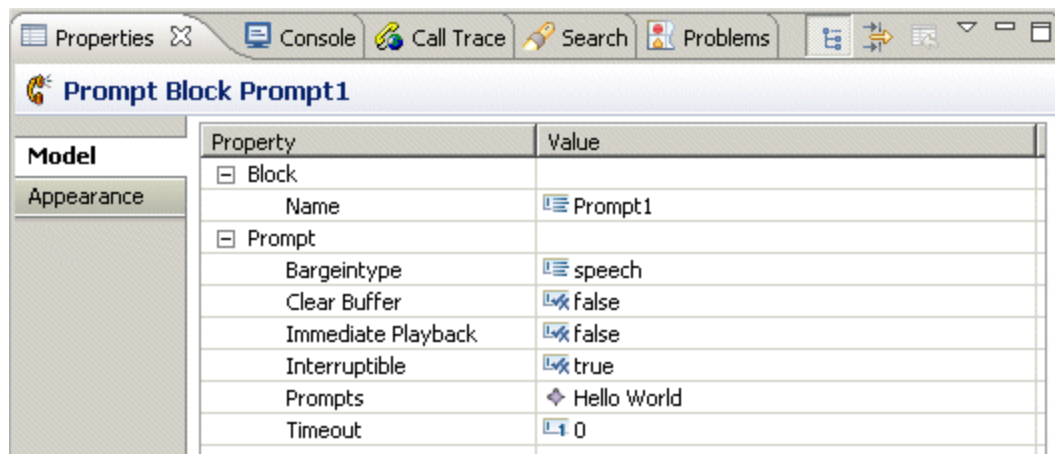 Properties Console Call Trace Search Problems
Prompt Block Prompt1
Model
Appearance
Property Value
Block
Name Prompt1
Prompt
Bargeintype speech
Clear Buffer false
Immediate Playback false
Interruptible true
Prompts Hello World
Timeout 0